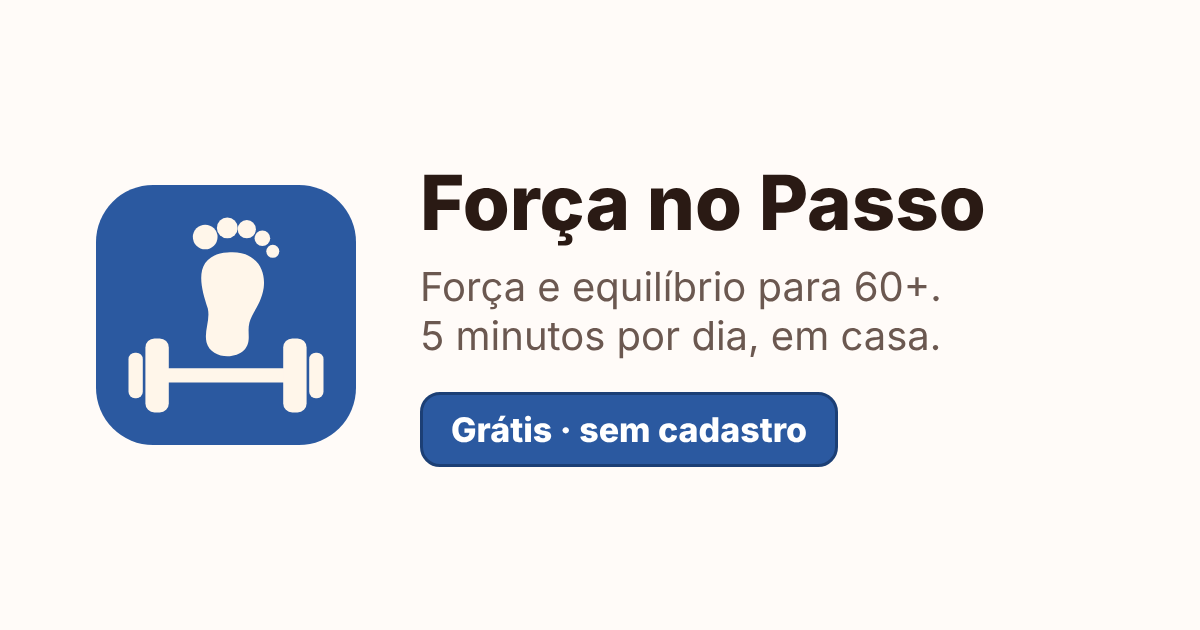 Força no Passo
Força e equilíbrio para 60+.
5 minutos por dia, em casa.
Grátis · sem cadastro